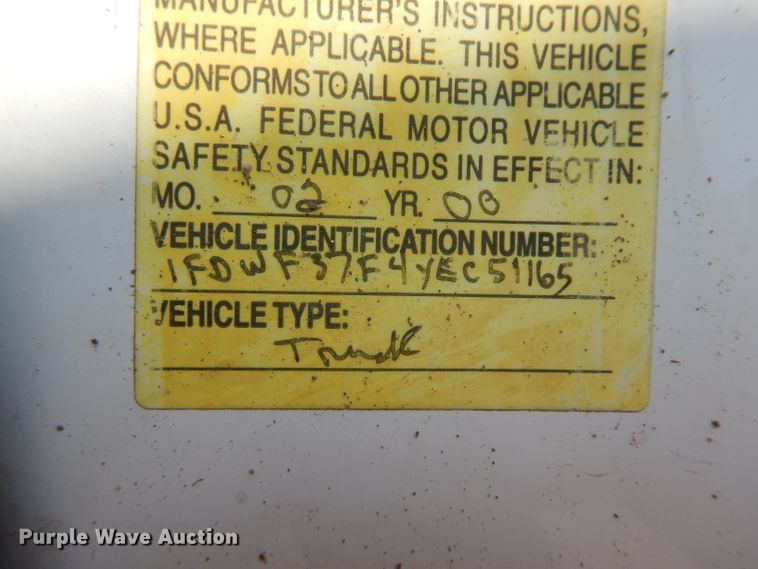 MANUFACTURER'S INSTRUCTIONS,
WHERE APPLICABLE. THIS VEHICLE
CONFORMS TO ALL OTHER APPLICABLE
U.S.A. FEDERAL MOTOR VEHICLE
SAFETY STANDARDS IN EFFECT IN:
MO. 02 YR. 00
VEHICLE IDENTIFICATION NUMBER:
1FDWF37F4YEC51165
VEHICLE TYPE:
Truck
Purple Wave Auction